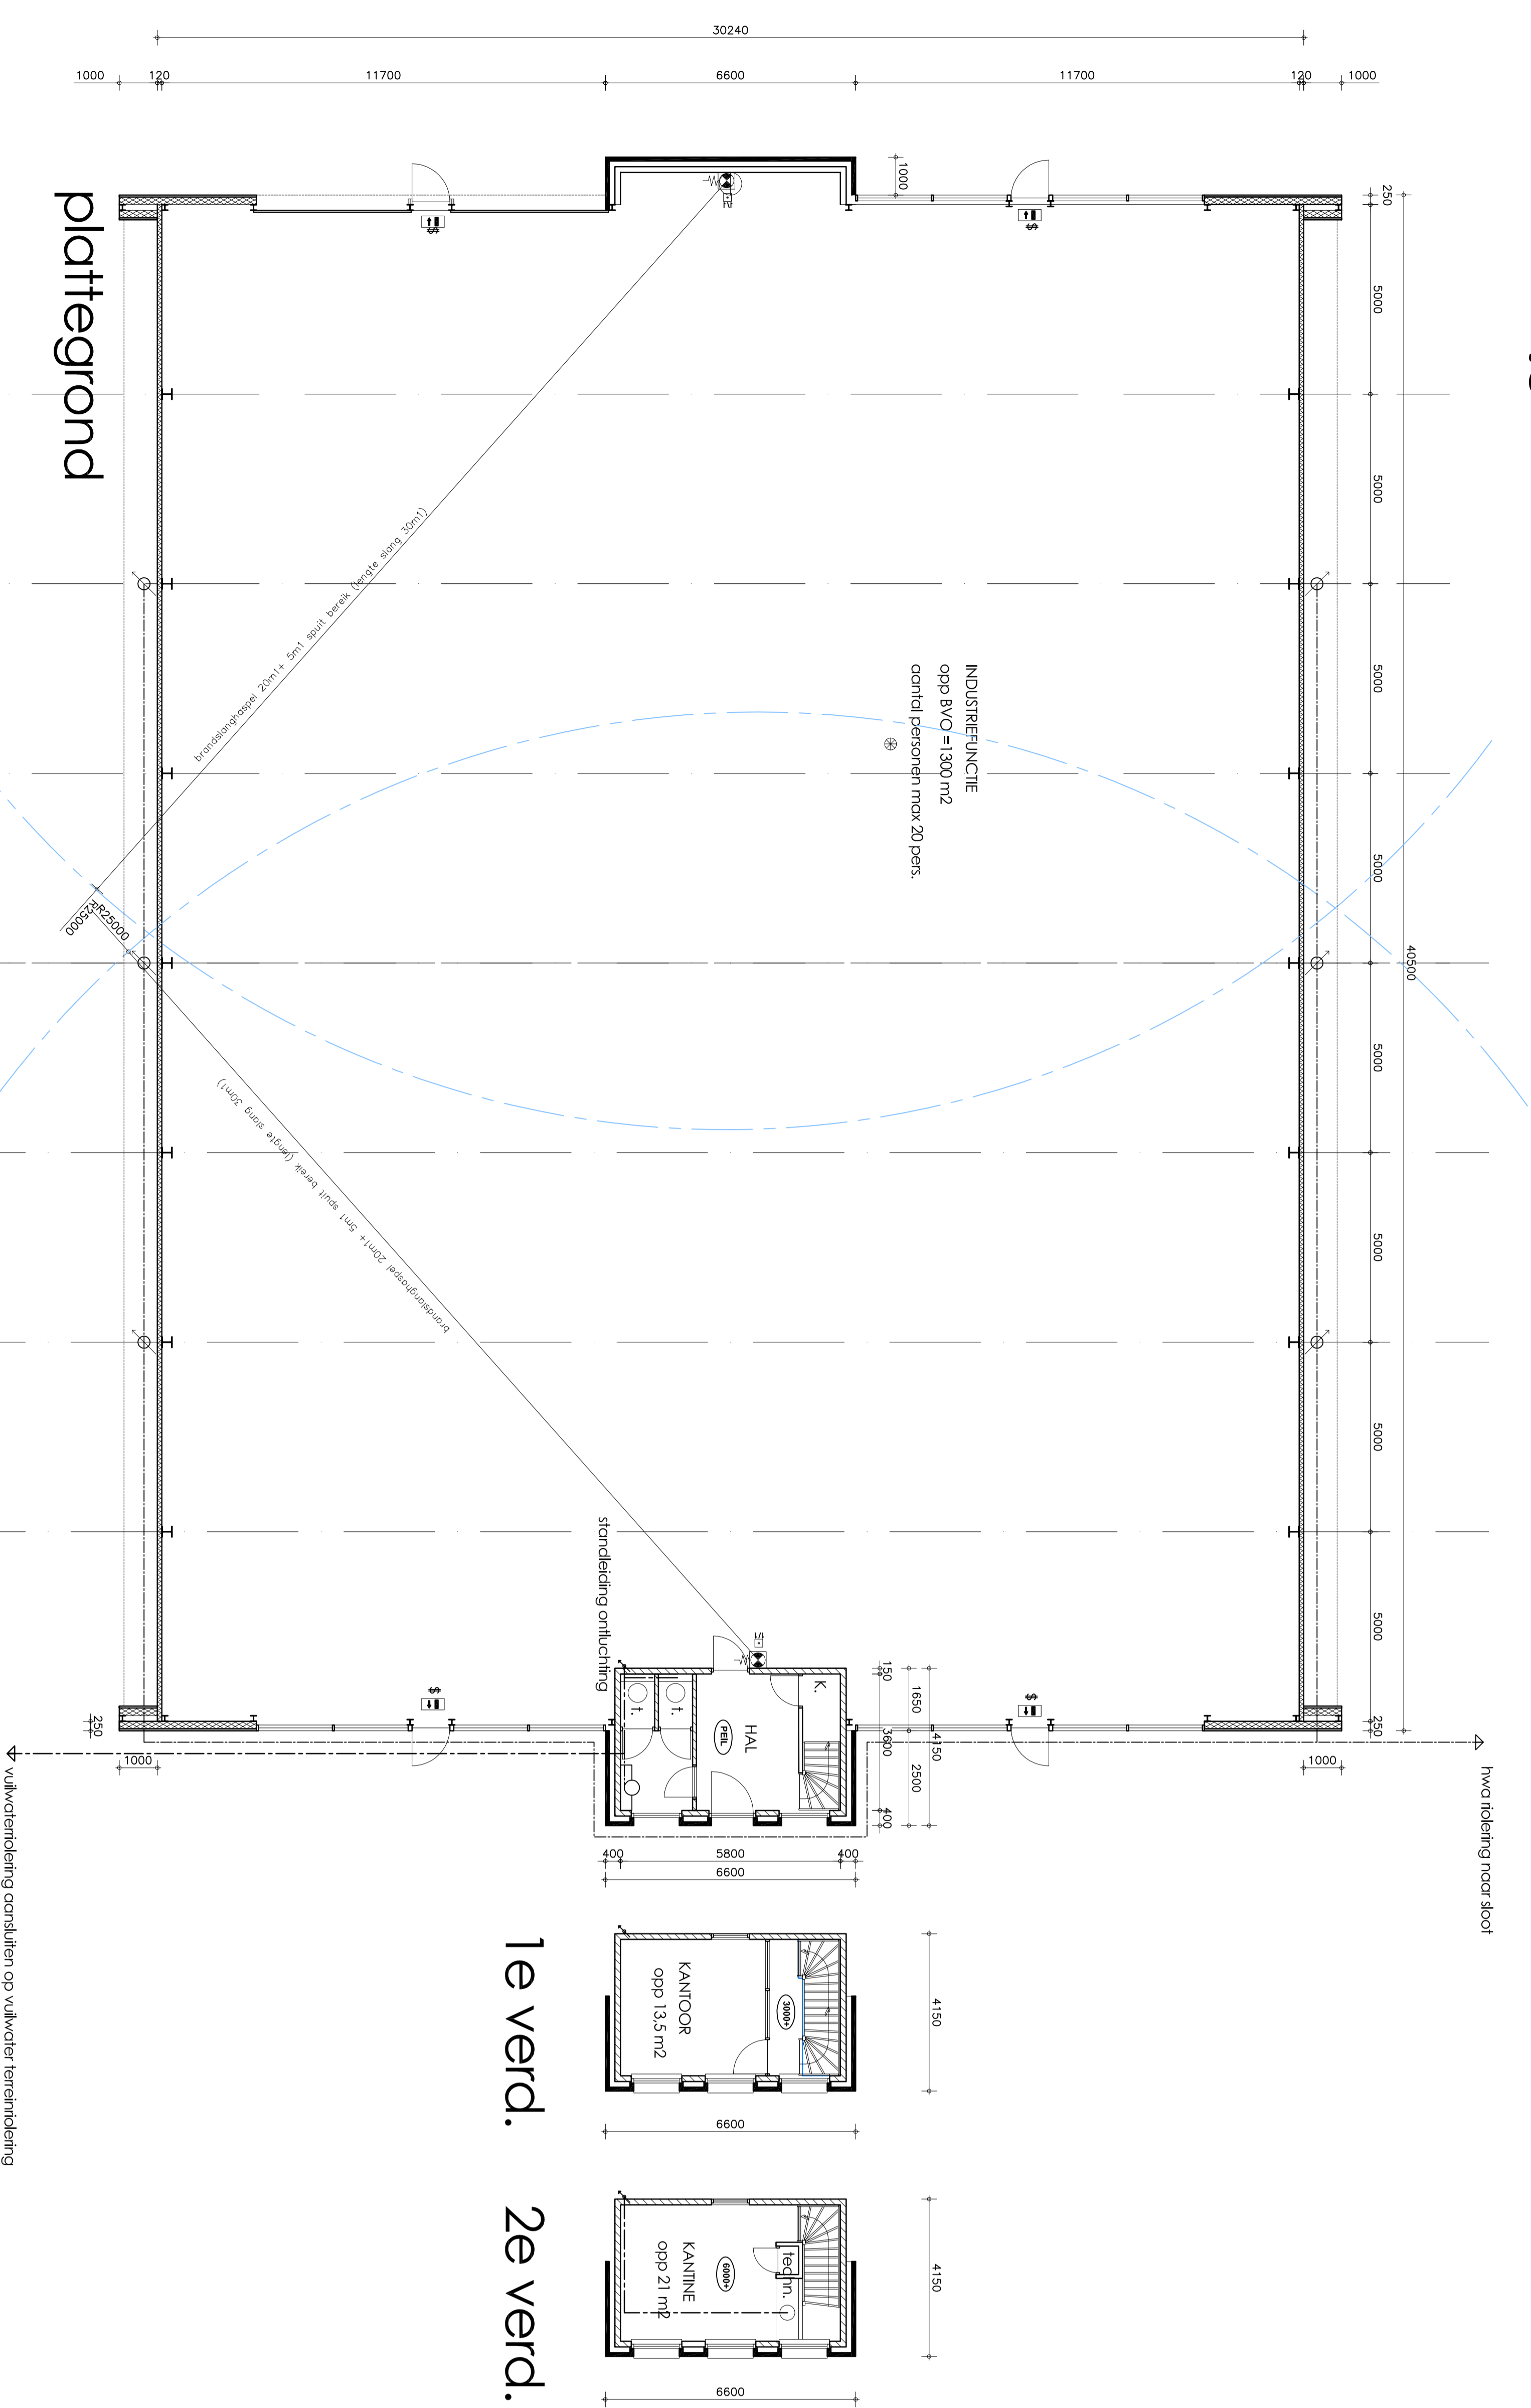 30240
1000
120
11700
6600
11700
120
1000
1000
250
5000
5000
5000
5000
5000
5000
5000
5000
40500
plattegrond
brandslanghaspel 20m1+ 5m1 spuit bereik (lengte slang 30m1)
INDUSTRIEFUNCTIE
opp BVO =1300 m2
aantal personen max 20 pers.
R25000
R25000
brandslanghaspel 20m1+ 5m1 spuit bereik (lengte slang 30m1)
standleiding ontluchting
K.
HAL
PEIL
t.
t.
150
3600
400
1650
2500
4150
250
250
1000
1000
400
5800
400
6600
hwa riolering naar sloot
vuilwaterriolering aansluiten op vuilwater terreinriolering
1e verd.
KANTOOR
opp 13,5 m2
3000+
4150
6600
2e verd.
KANTINE
opp 21 m2
6000+
techn.
4150
6600